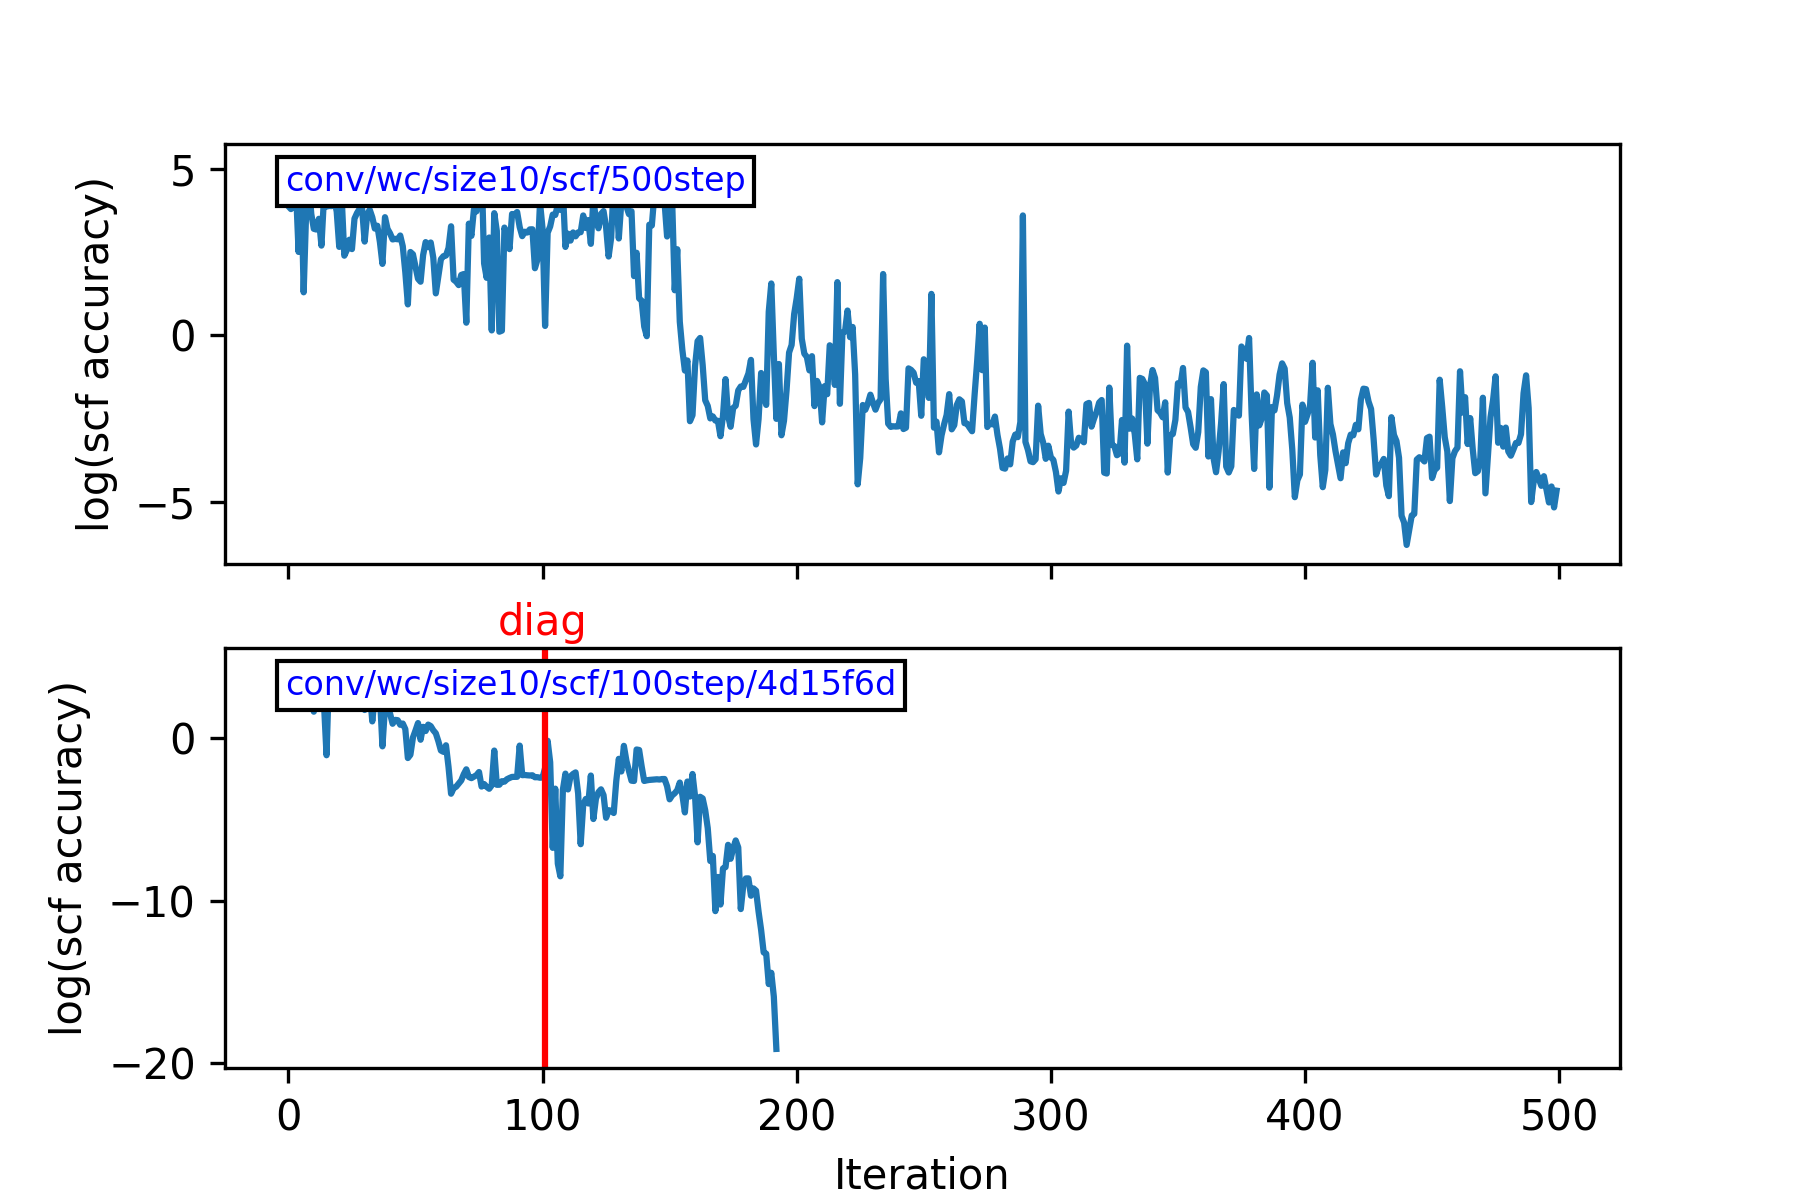 5
conv/wc/size10/scf/500step
0
−5
log(scf accuracy)
diag
conv/wc/size10/scf/100step/4d15f6d
0
−10
−20
log(scf accuracy)
0 100 200 300 400 500
Iteration